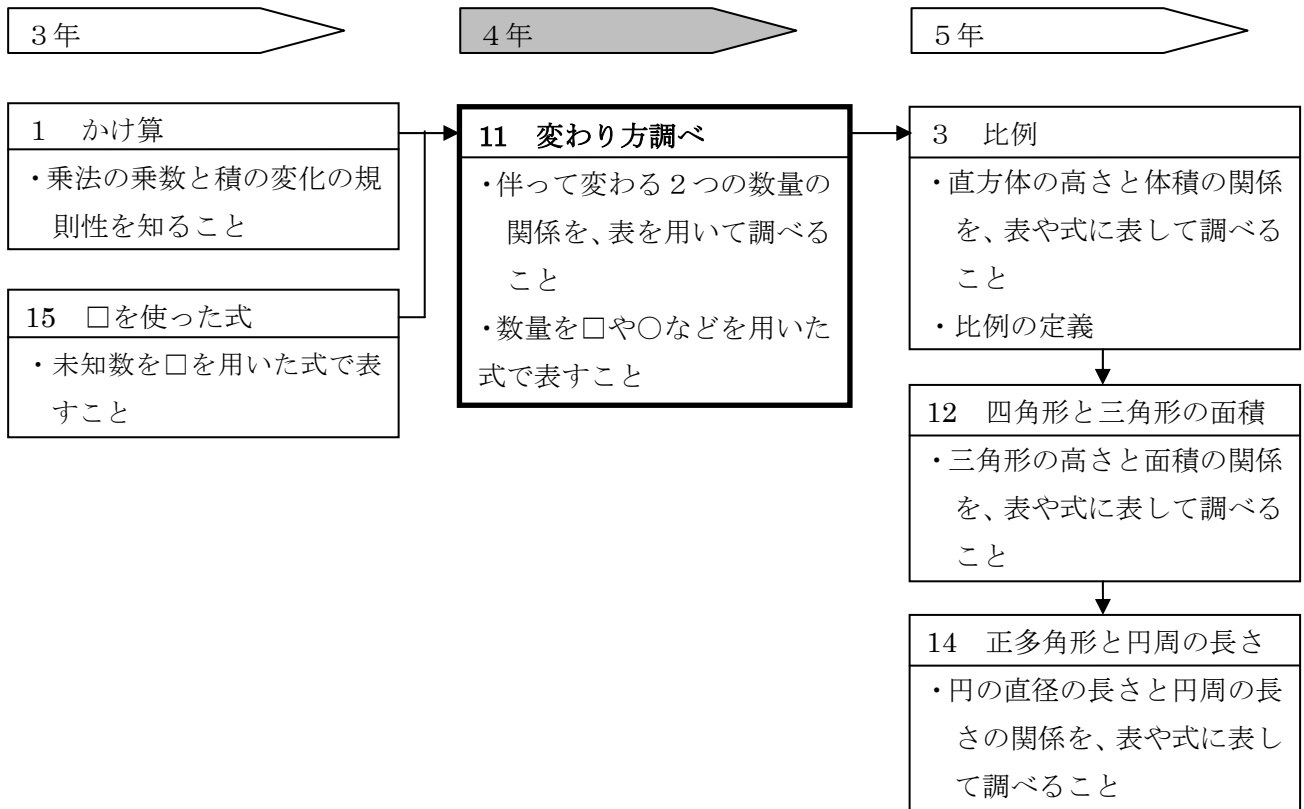 3年
4年
5年
1 かけ算
・乗法の乗数と積の変化の規
則性を知ること
15 □を使った式
・未知数を□を用いた式で表
すこと
11 変わり方調べ
・伴って変わる2つの数量の
関係を、表を用いて調べる
こと
・数量を□や○などを用いた
式で表すこと
3 比例
・直方体の高さと体積の関係
を、表や式に表して調べる
こと
・比例の定義
12 四角形と三角形の面積
・三角形の高さと面積の関係
を、表や式に表して調べる
こと
14 正多角形と円周の長さ
・円の直径の長さと円周の長
さの関係を、表や式に表し
て調べること